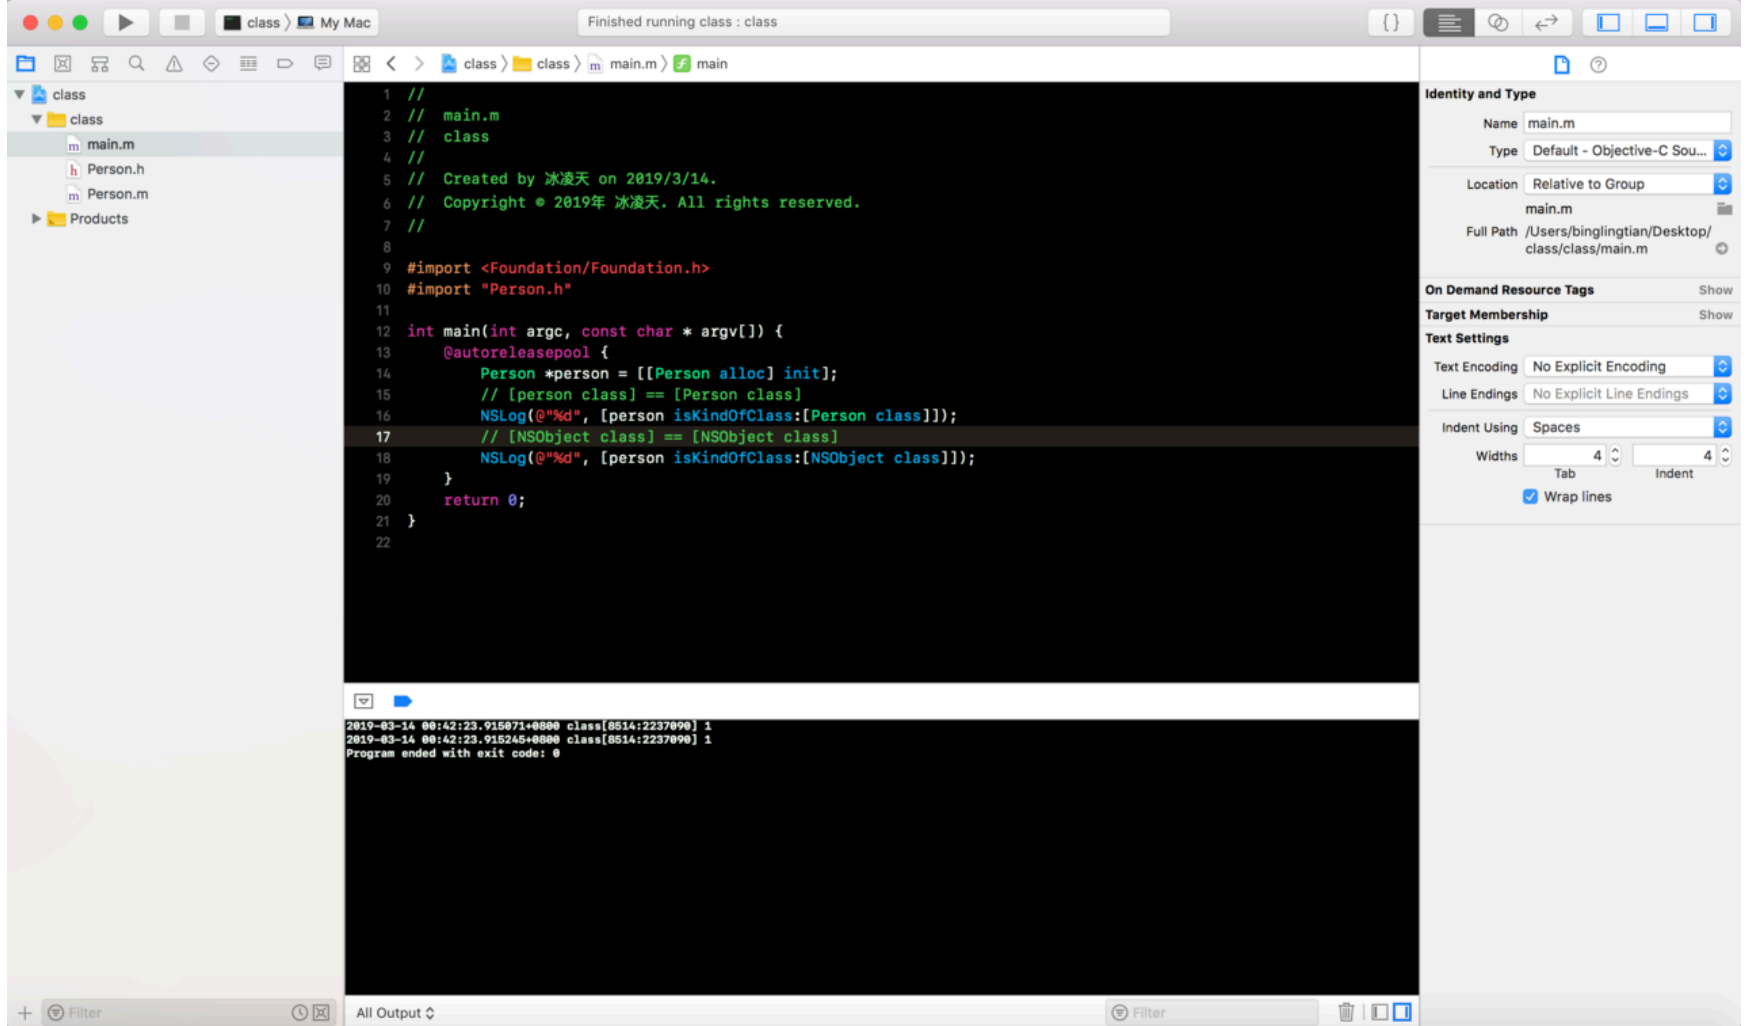 class 〉 My Mac
Finished running class : class
{ }
class
class
main.m
Person.h
Person.m
Products
class 〉 class 〉 main.m 〉 main
1 //
2 //  main.m
3 //  class
4 //
5 //  Created by 冰凌天 on 2019/3/14.
6 //  Copyright © 2019年 冰凌天. All rights reserved.
7 //
8
9 #import <Foundation/Foundation.h>
10 #import "Person.h"
11
12 int main(int argc, const char * argv[]) {
13     @autoreleasepool {
14         Person *person = [[Person alloc] init];
15         // [person class] == [Person class]
16         NSLog(@"%d", [person isKindOfClass:[Person class]]);
17         // [NSObject class] == [NSObject class]
18         NSLog(@"%d", [person isKindOfClass:[NSObject class]]);
19     }
20     return 0;
21 }
22
2019-03-14 00:42:23.915071+0800 class[8514:2237090] 1
2019-03-14 00:42:23.915245+0800 class[8514:2237090] 1
Program ended with exit code: 0
Identity and Type
Name main.m
Type Default - Objective-C Sou...
Location Relative to Group
main.m
Full Path /Users/binglingtian/Desktop/
class/class/main.m
On Demand Resource Tags Show
Target Membership Show
Text Settings
Text Encoding No Explicit Encoding
Line Endings No Explicit Line Endings
Indent Using Spaces
Widths 4 4
Tab Indent
Wrap lines
Filter
All Output
Filter